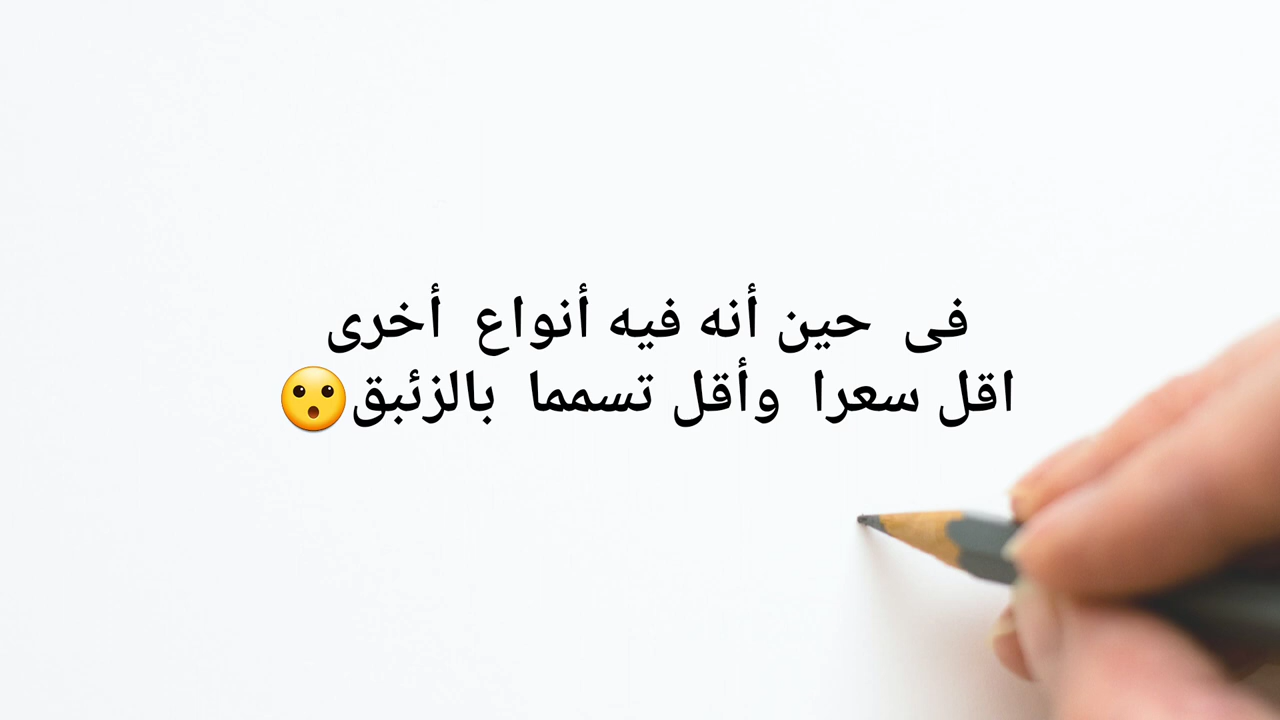 فى حين أنه فيه أنواع أخرى
اقل سعرا وأقل تسمما بالزئبق😮